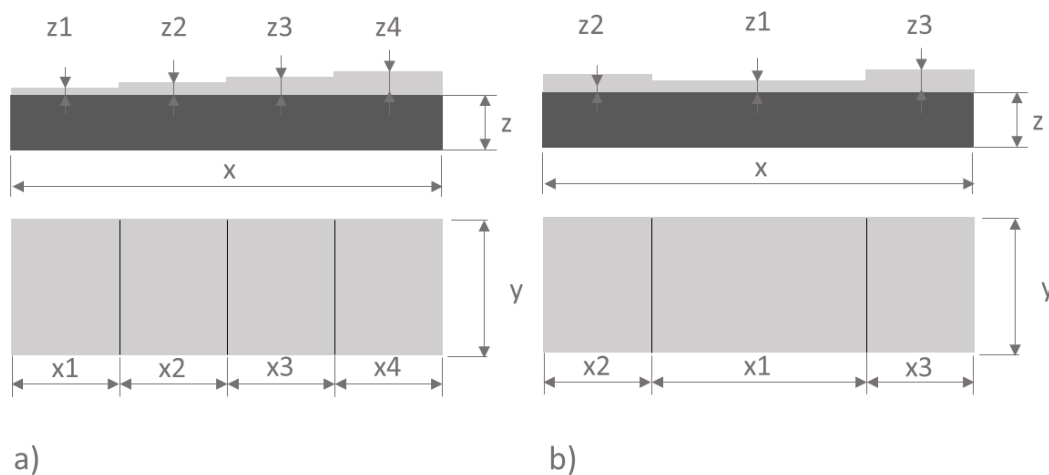 z1 z2 z3 z4
z
x
y
x1 x2 x3 x4
a)
z2 z1 z3
z
x
y
x2 x1 x3
b)